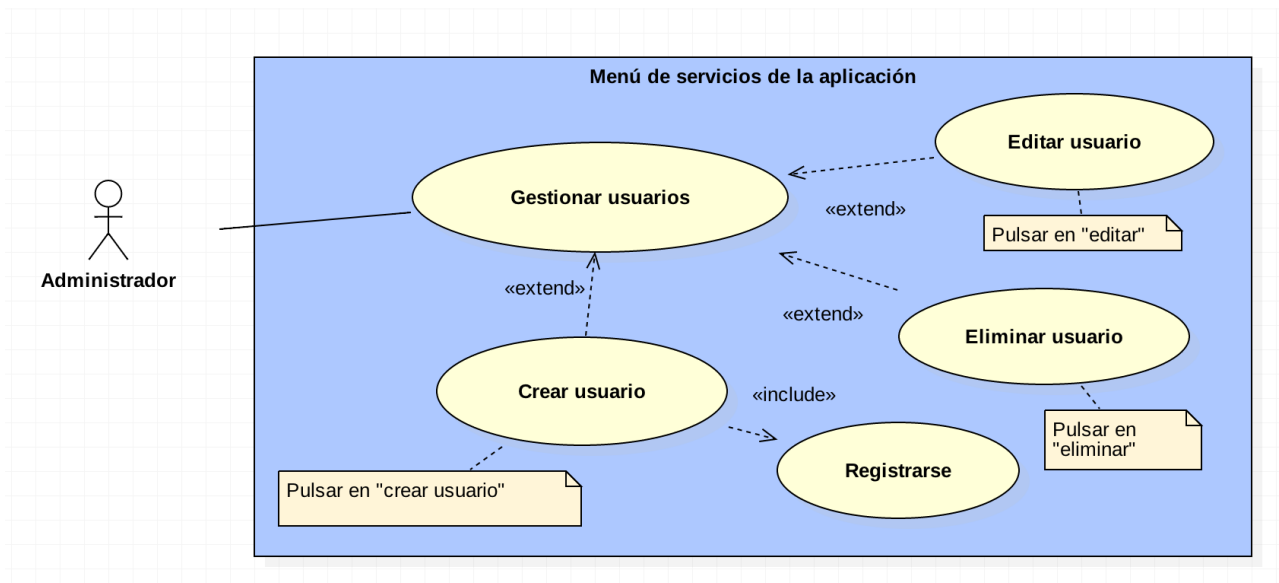 Menú de servicios de la aplicación
Editar usuario
Gestionar usuarios
«extend»
Pulsar en "editar"
Administrador
«extend»
«extend»
Eliminar usuario
Crear usuario
«include»
Pulsar en
"eliminar"
Registrarse
Pulsar en "crear usuario"